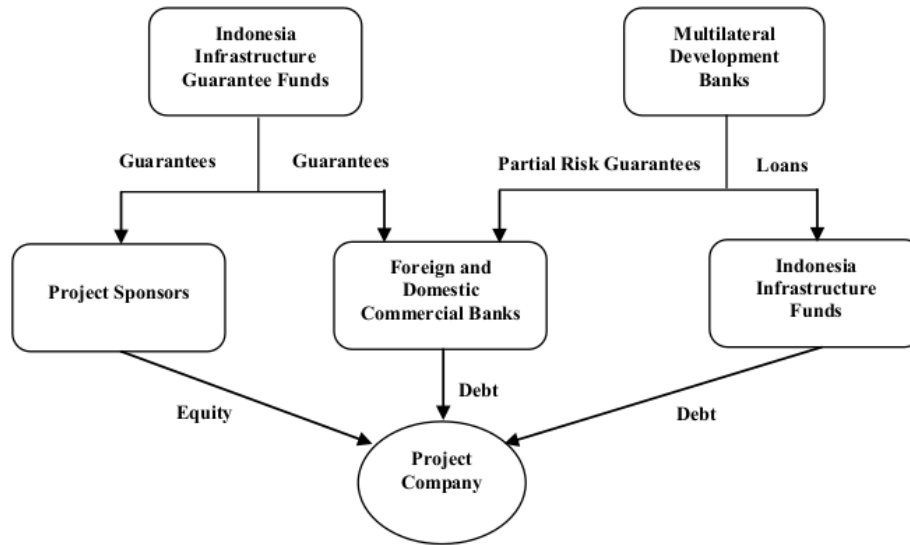 Indonesia
Infrastructure
Guarantee Funds
Multilateral
Development
Banks
Guarantees
Guarantees
Partial Risk Guarantees
Loans
Project Sponsors
Foreign and
Domestic
Commercial Banks
Indonesia
Infrastructure
Funds
Equity
Debt
Debt
Project
Company